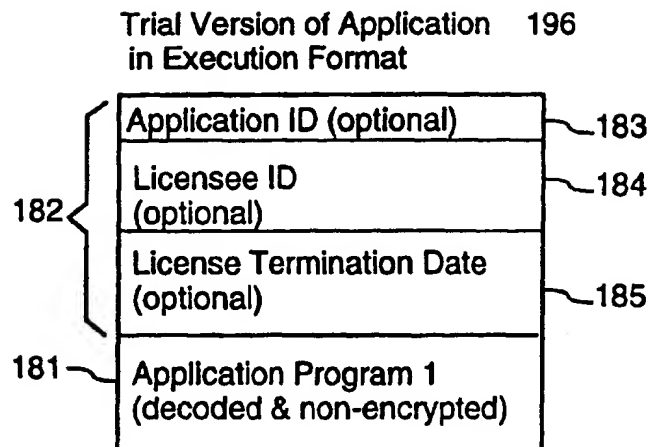 Trial Version of Application 196
in Execution Format
Application ID (optional)
183
Licensee ID
(optional)
184
182
License Termination Date
(optional)
185
181
Application Program 1
(decoded & non-encrypted)